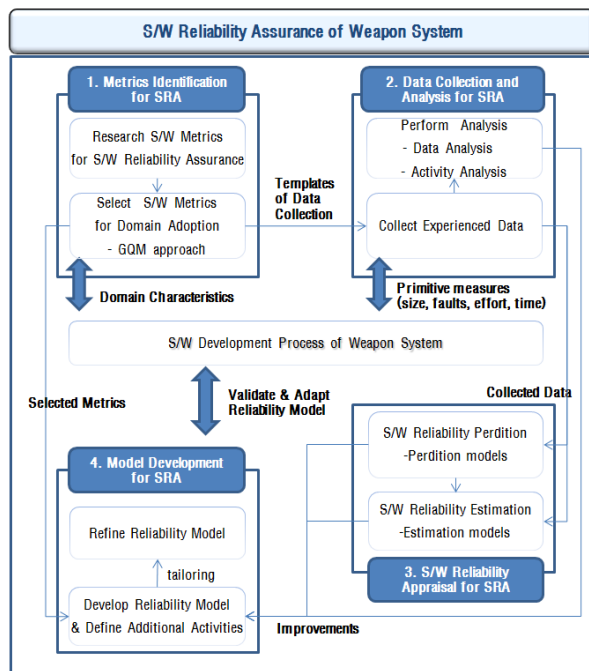 S/W Reliability Assurance of Weapon System
1. Metrics Identification
for SRA
Research S/W Metrics
for S/W Reliability Assurance
Select S/W Metrics
for Domain Adoption
- GQM approach
Templates
of Data
Collection
2. Data Collection and
Analysis for SRA
Perform Analysis
- Data Analysis
- Activity Analysis
Collect Experienced Data
Domain Characteristics
Primitive measures
(size, faults, effort, time)
S/W Development Process of Weapon System
Selected Metrics
Validate & Adapt
Reliability Model
Collected Data
4. Model Development
for SRA
Refine Reliability Model
tailoring
Develop Reliability Model
& Define Additional Activities
S/W Reliability Perdition
-Perdition models
S/W Reliability Estimation
-Estimation models
3. S/W Reliability
Appraisal for SRA
Improvements